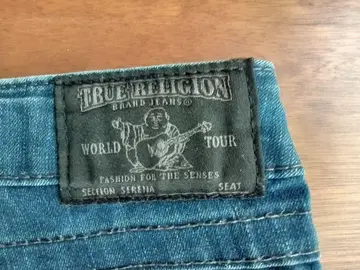 TRUE RELIGION
BRAND JEANS®
WORLD TOUR
FASHION FOR THE SENSES
SECTION SERENA SEAT